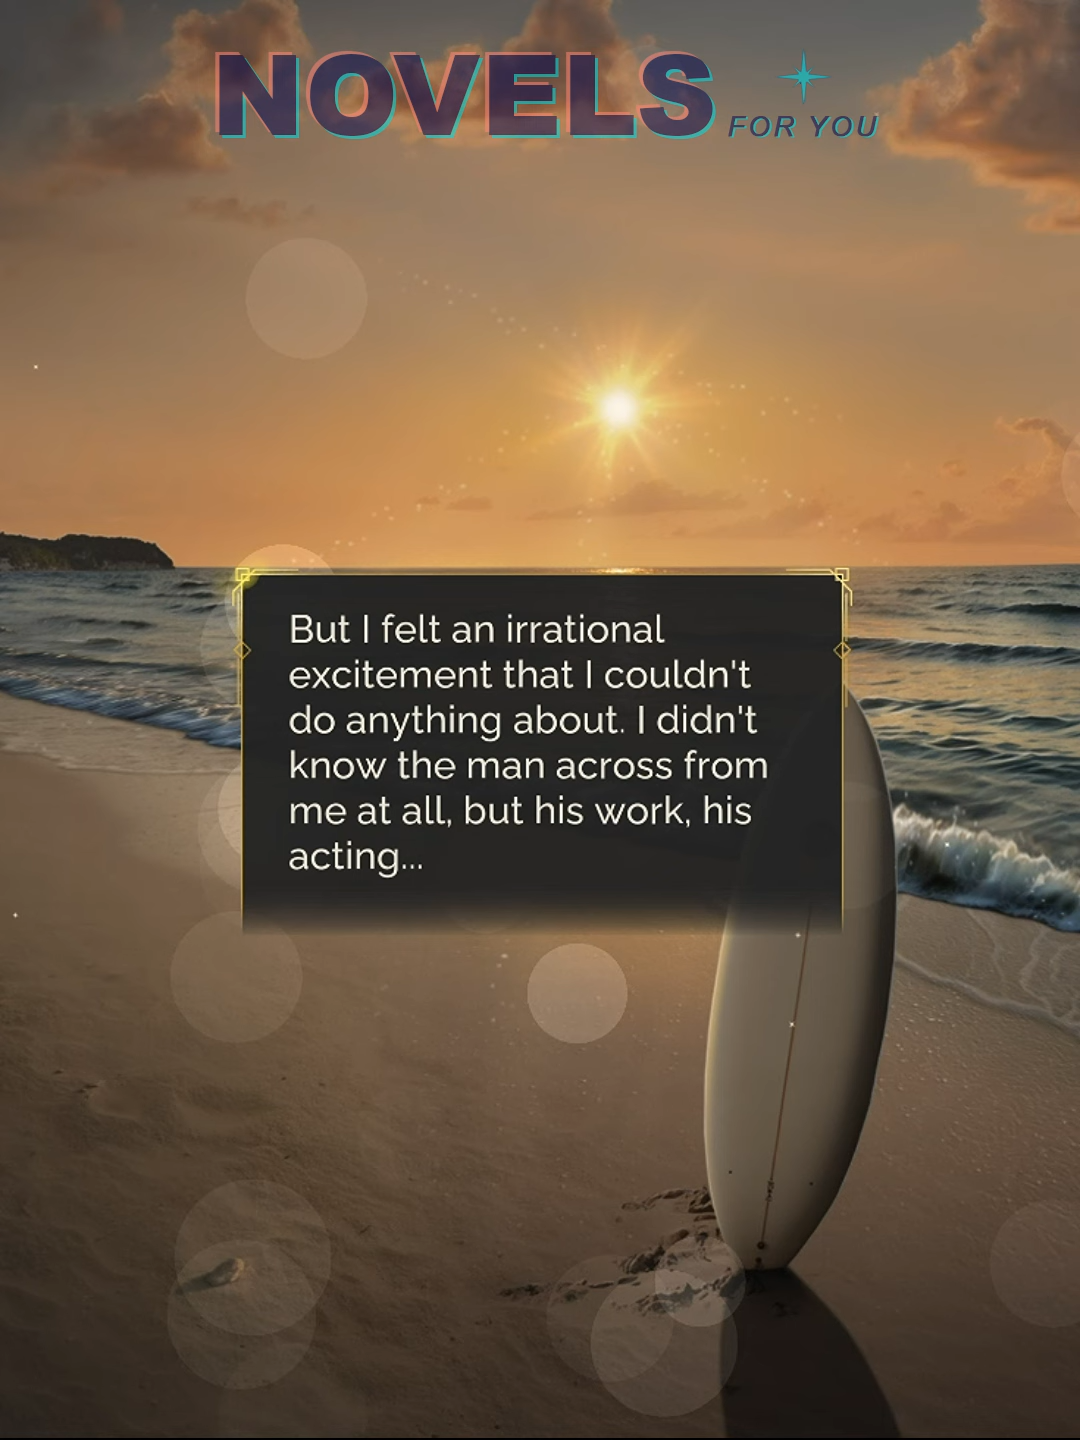 NOVELS
FOR YOU
But I felt an irrational
excitement that I couldn't
do anything about. I didn't
know the man across from
me at all, but his work, his
acting...